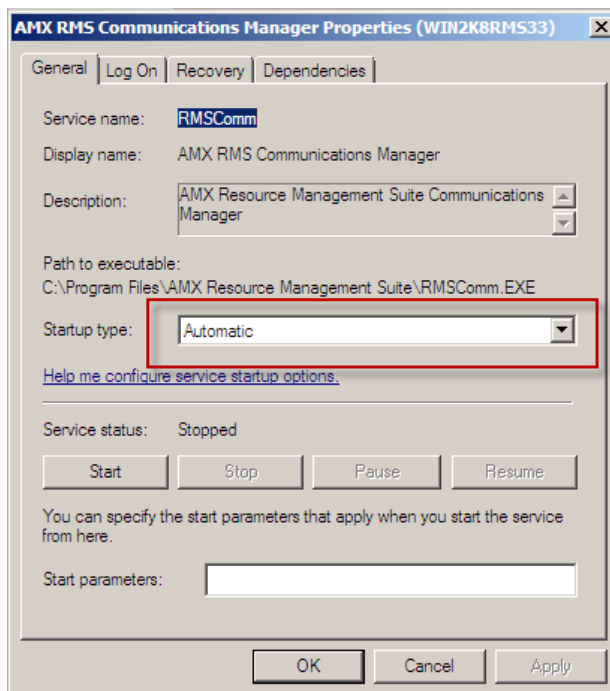 AMX RMS Communications Manager Properties (WIN2K8RMS33)
General Log On Recovery Dependencies
Service name: RMSComm
Display name: AMX RMS Communications Manager
Description: AMX Resource Management Suite Communications
Manager
Path to executable:
C:\Program Files\AMX Resource Management Suite\RMSComm.EXE
Startup type: Automatic
Help me configure service startup options.
Service status: Stopped
Start Stop Pause Resume
You can specify the start parameters that apply when you start the service
from here.
Start parameters:
OK Cancel Apply